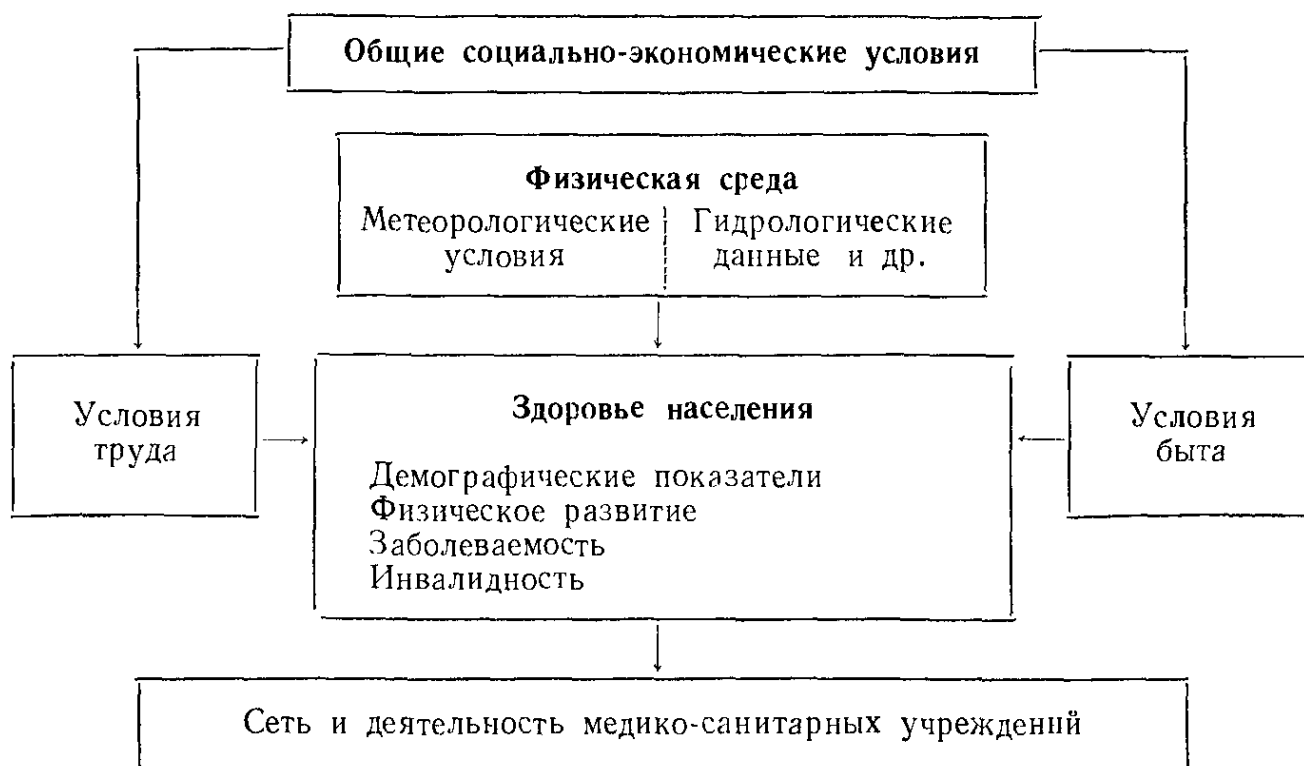 Общие социально-экономические условия
Физическая среда
Метеорологические условия
Гидрологические данные и др.
Условия
труда
Здоровье населения
Демографические показатели
Физическое развитие
Заболеваемость
Инвалидность
Условия
быта
Сеть и деятельность медико-санитарных учреждений